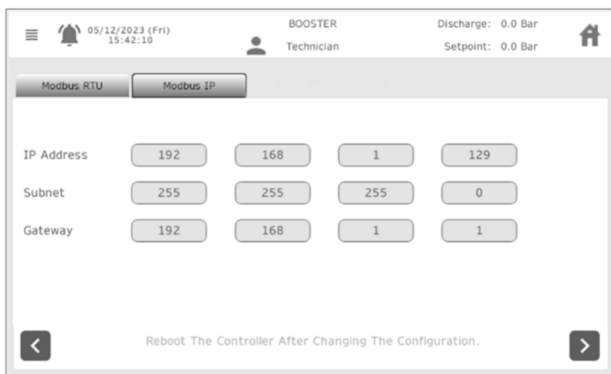 05/12/2023 (Fri)
15:42:10
BOOSTER
Technician
Discharge: 0.0 Bar
Setpoint: 0.0 Bar
Modbus RTU
Modbus IP
IP Address 192 168 1 129
Subnet 255 255 255 0
Gateway 192 168 1 1
Reboot The Controller After Changing The Configuration.